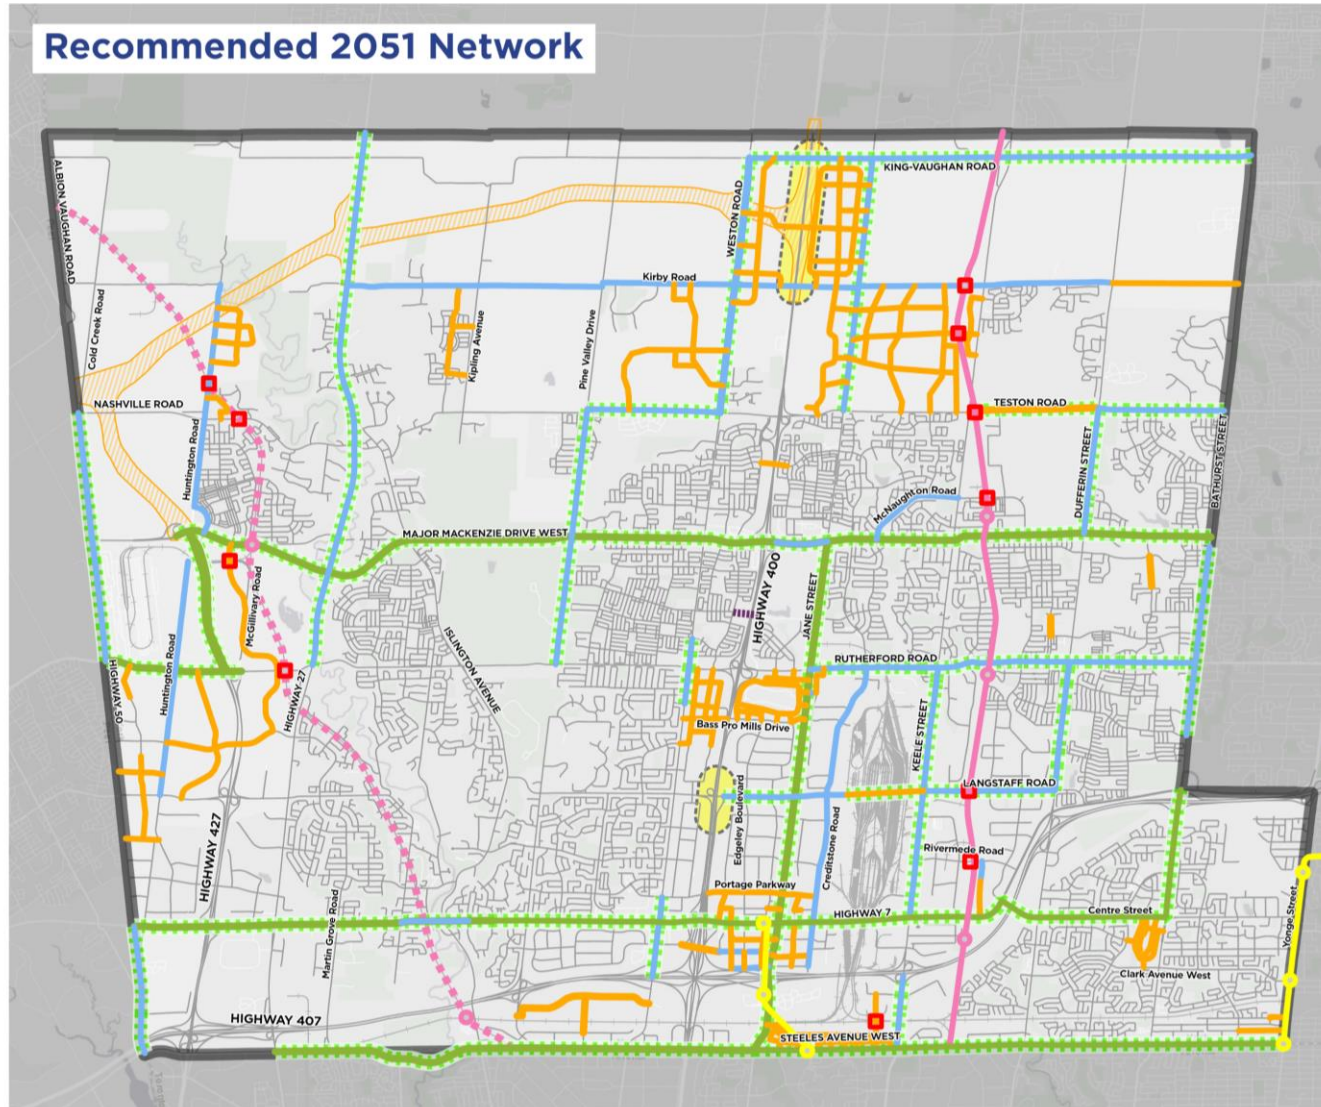 Recommended 2051 Network
ALBION VAUGHAN ROAD
KING-VAUGHAN ROAD
WESTON ROAD
Kirby Road
Cold Creek Road
Kipling Avenue
Pine Valley Drive
NASHVILLE ROAD
TESTON ROAD
Huntington Road
DUFFERIN STREET
BATHURST STREET
McNaughton Road
MAJOR MACKENZIE DRIVE WEST
HIGHWAY 400
JANE STREET
McGillivary Road
ISLINGTON AVENUE
RUTHERFORD ROAD
HIGHWAY 50
Huntington Road
HIGHWAY 27
KEELE STREET
Bass Pro Mills Drive
LANGSTAFF ROAD
Edgeley Boulevard
Creditstone Road
HIGHWAY 427
Rivermede Road
Portage Parkway
Martin Grove Road
HIGHWAY 7
Centre Street
Yonge Street
Clark Avenue West
HIGHWAY 407
STEELES AVENUE WEST